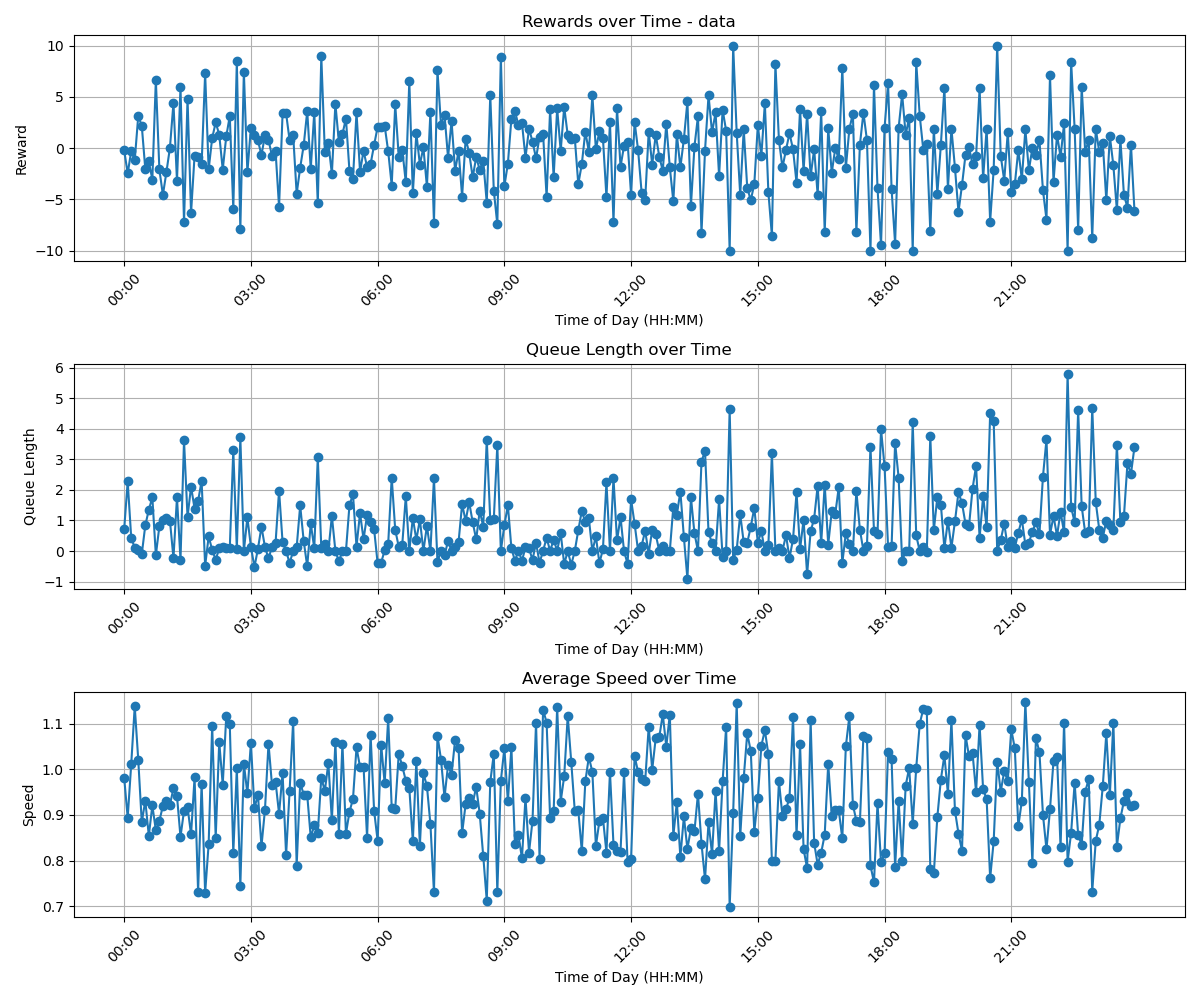 Rewards over Time - data
10
5
0
−5
−10
Reward
00:00 03:00 06:00 09:00 12:00 15:00 18:00 21:00
Time of Day (HH:MM)
Queue Length over Time
6
5
4
3
2
1
0
−1
Queue Length
00:00 03:00 06:00 09:00 12:00 15:00 18:00 21:00
Time of Day (HH:MM)
Average Speed over Time
1.1
1.0
0.9
0.8
0.7
Speed
00:00 03:00 06:00 09:00 12:00 15:00 18:00 21:00
Time of Day (HH:MM)